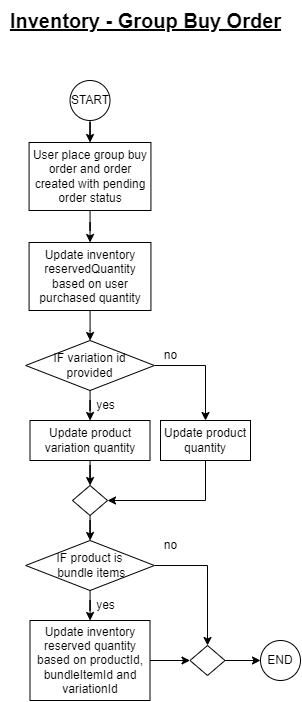 Inventory - Group Buy Order
START
User place group buy
order and order
created with pending
order status
Update inventory
reservedQuantity
based on user
purchased quantity
IF variation id
provided
no
yes
Update product
variation quantity
Update product
quantity
IF product is
bundle items
no
yes
Update inventory
reserved quantity
based on productId,
bundleItemId and
variationId
END